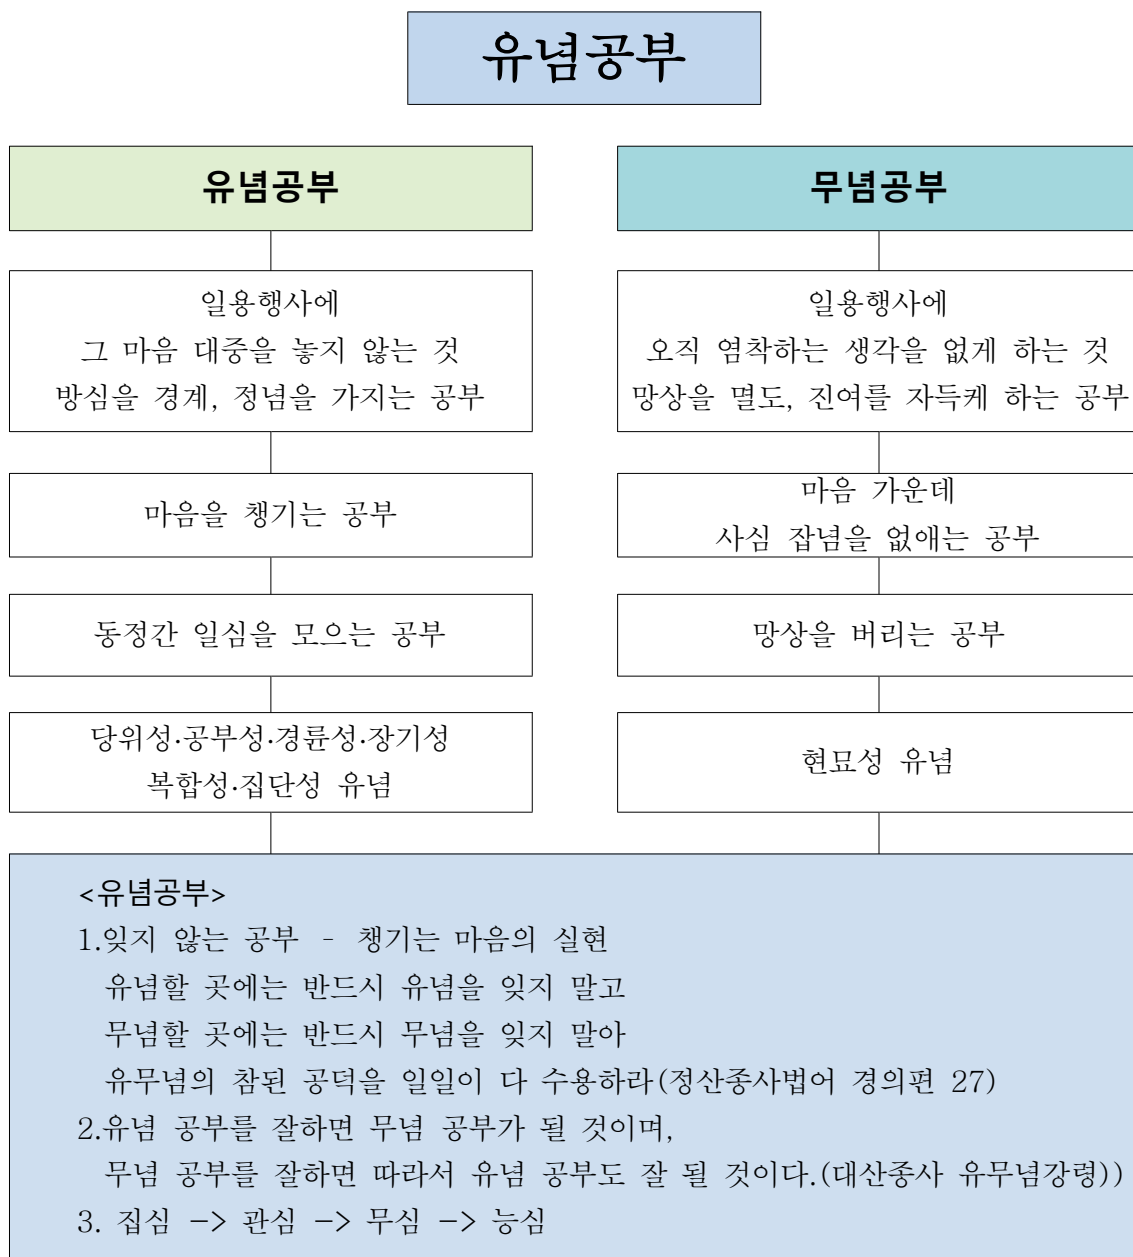 유념공부
유념공부
일용행사에
그 마음 대중을 놓지 않는 것
방심을 경계, 정념을 가지는 공부
마음을 챙기는 공부
동정간 일심을 모으는 공부
당위성·공부성·경륜성·장기성
복합성·집단성 유념
무념공부
일용행사에
오직 염착하는 생각을 없게 하는 것
망상을 멸도, 진여를 자득케 하는 공부
마음 가운데
사심 잡념을 없애는 공부
망상을 버리는 공부
현묘성 유념
<유념공부>
1.잊지 않는 공부 - 챙기는 마음의 실현
유념할 곳에는 반드시 유념을 잊지 말고
무념할 곳에는 반드시 무념을 잊지 말아
유무념의 참된 공덕을 일일이 다 수용하라(정산종사법어 경의편 27)
2.유념 공부를 잘하면 무념 공부가 될 것이며,
무념 공부를 잘하면 따라서 유념 공부도 잘 될 것이다.(대산종사 유무념강령))
3. 집심 -> 관심 -> 무심 -> 능심